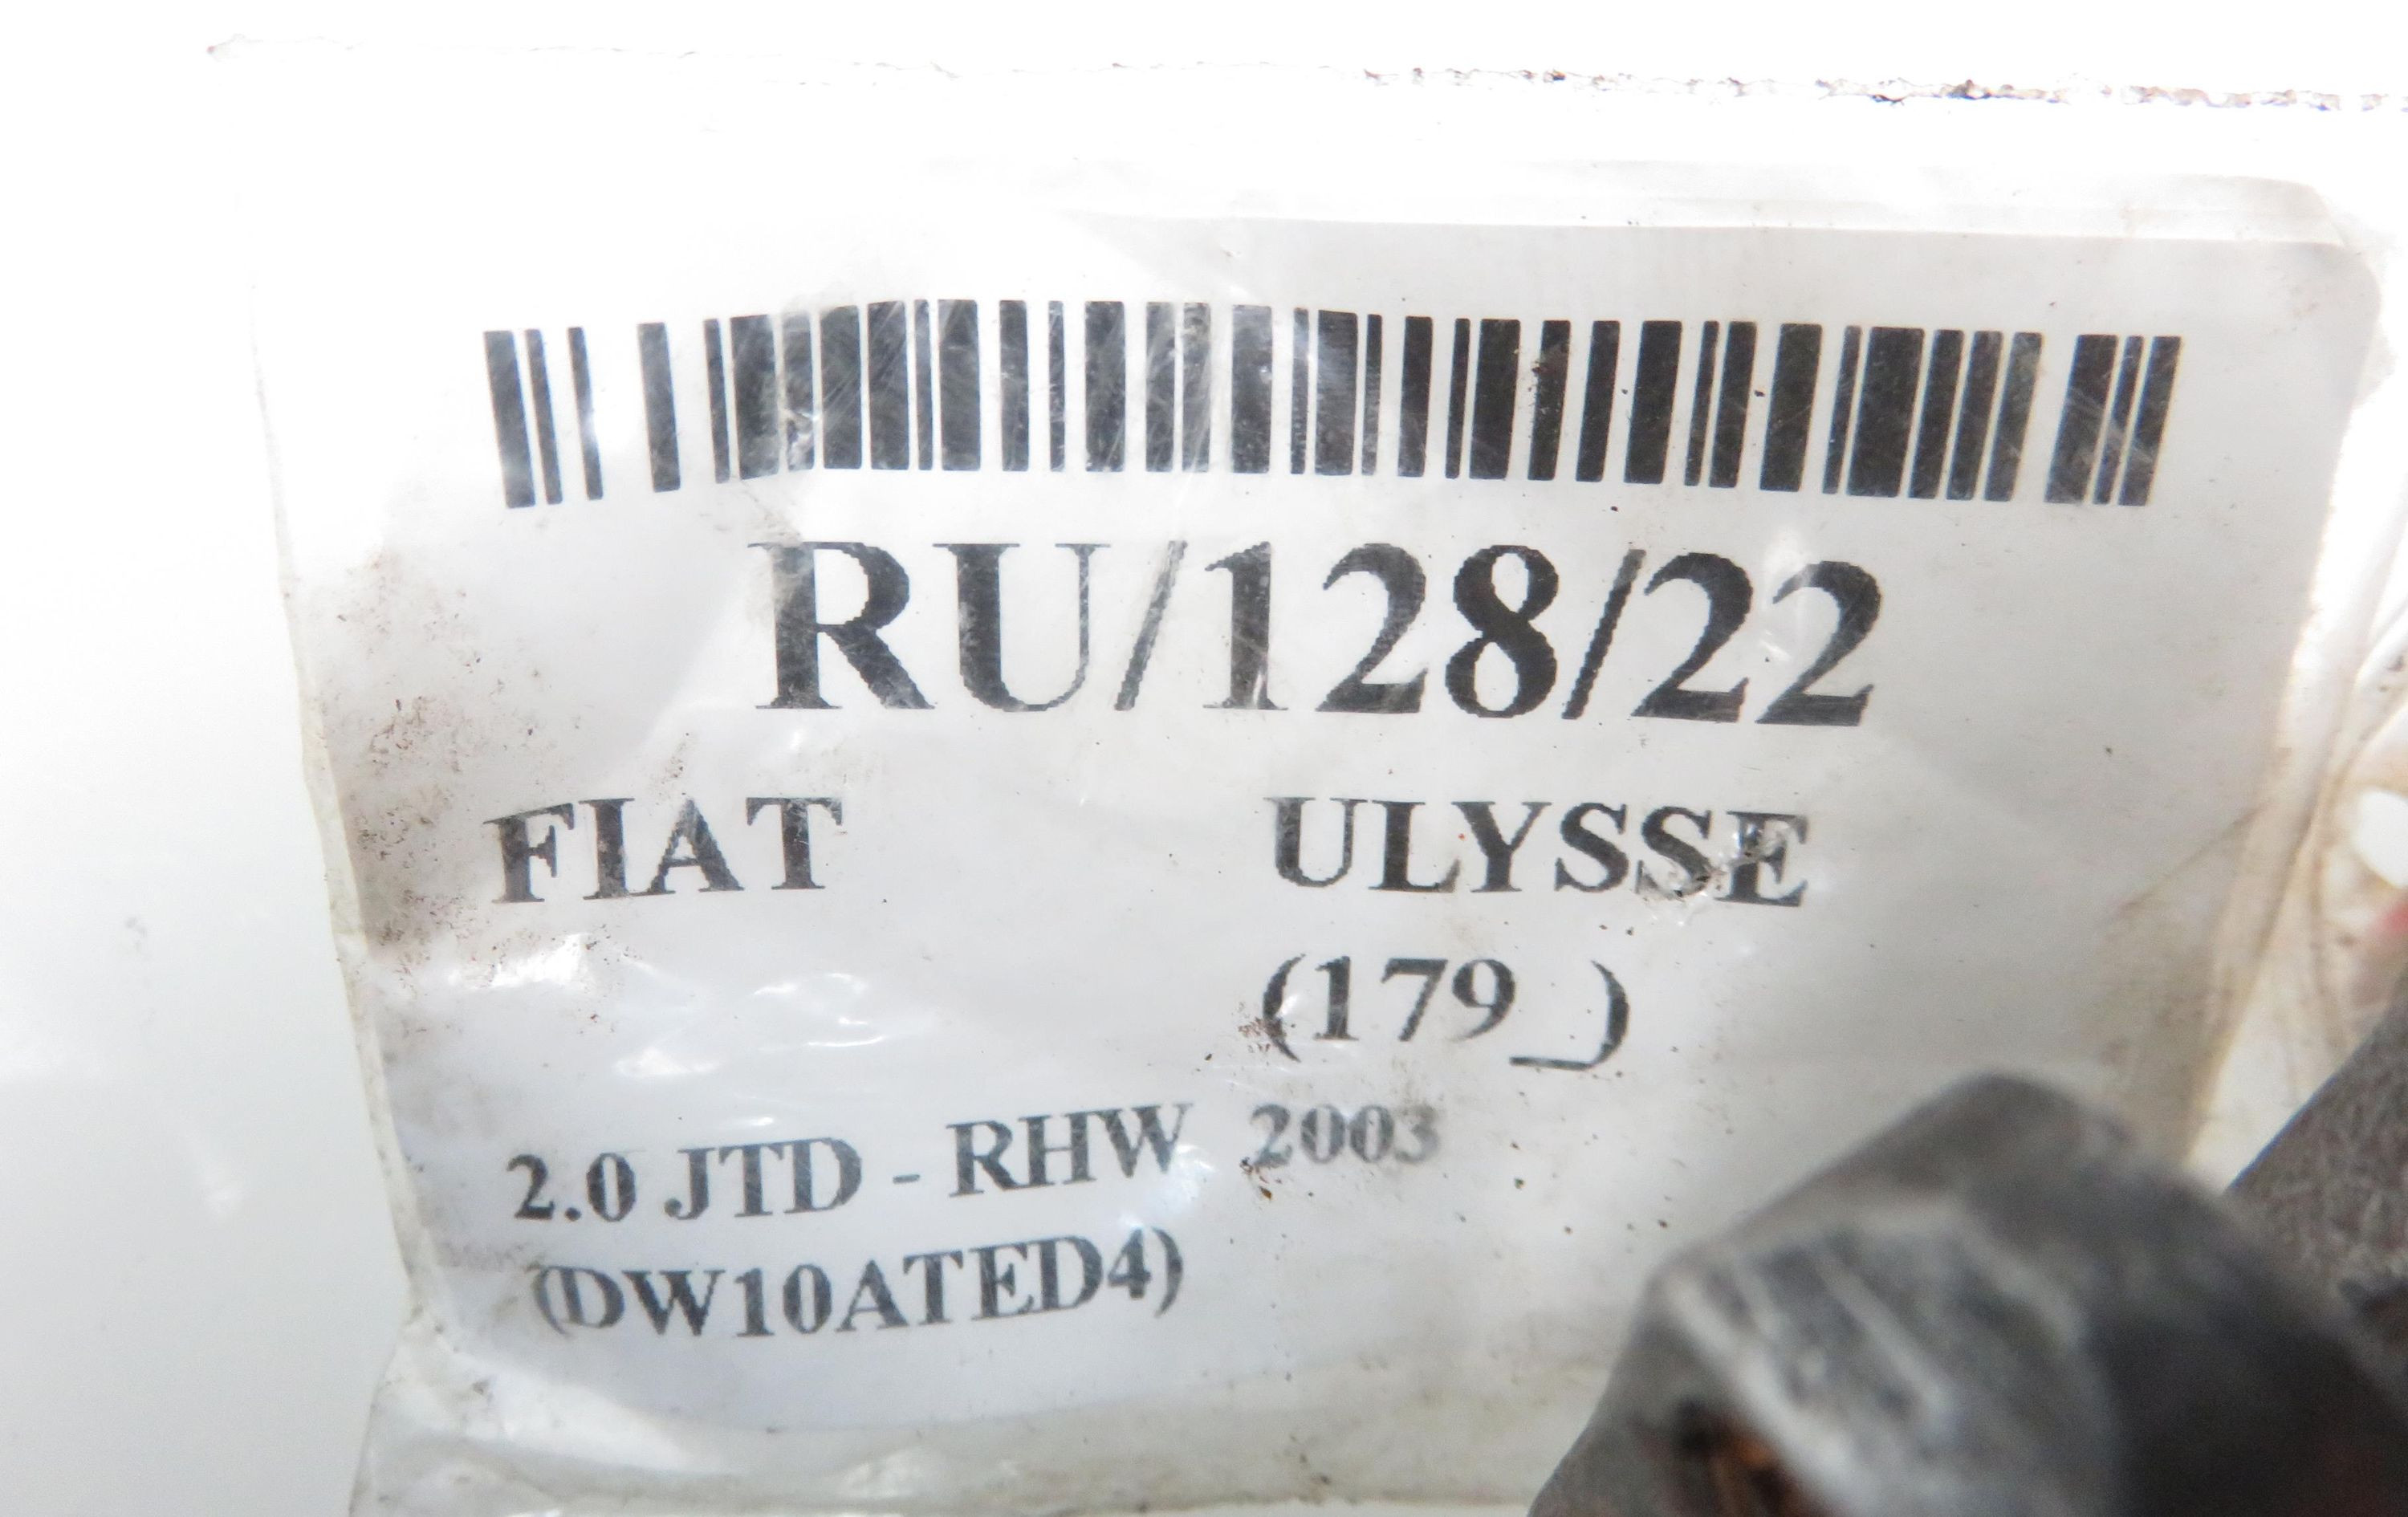 RU/128/22
FIAT ULYSSE
(179_)
2.0 JTD - RHW 2003
(DW10ATED4)